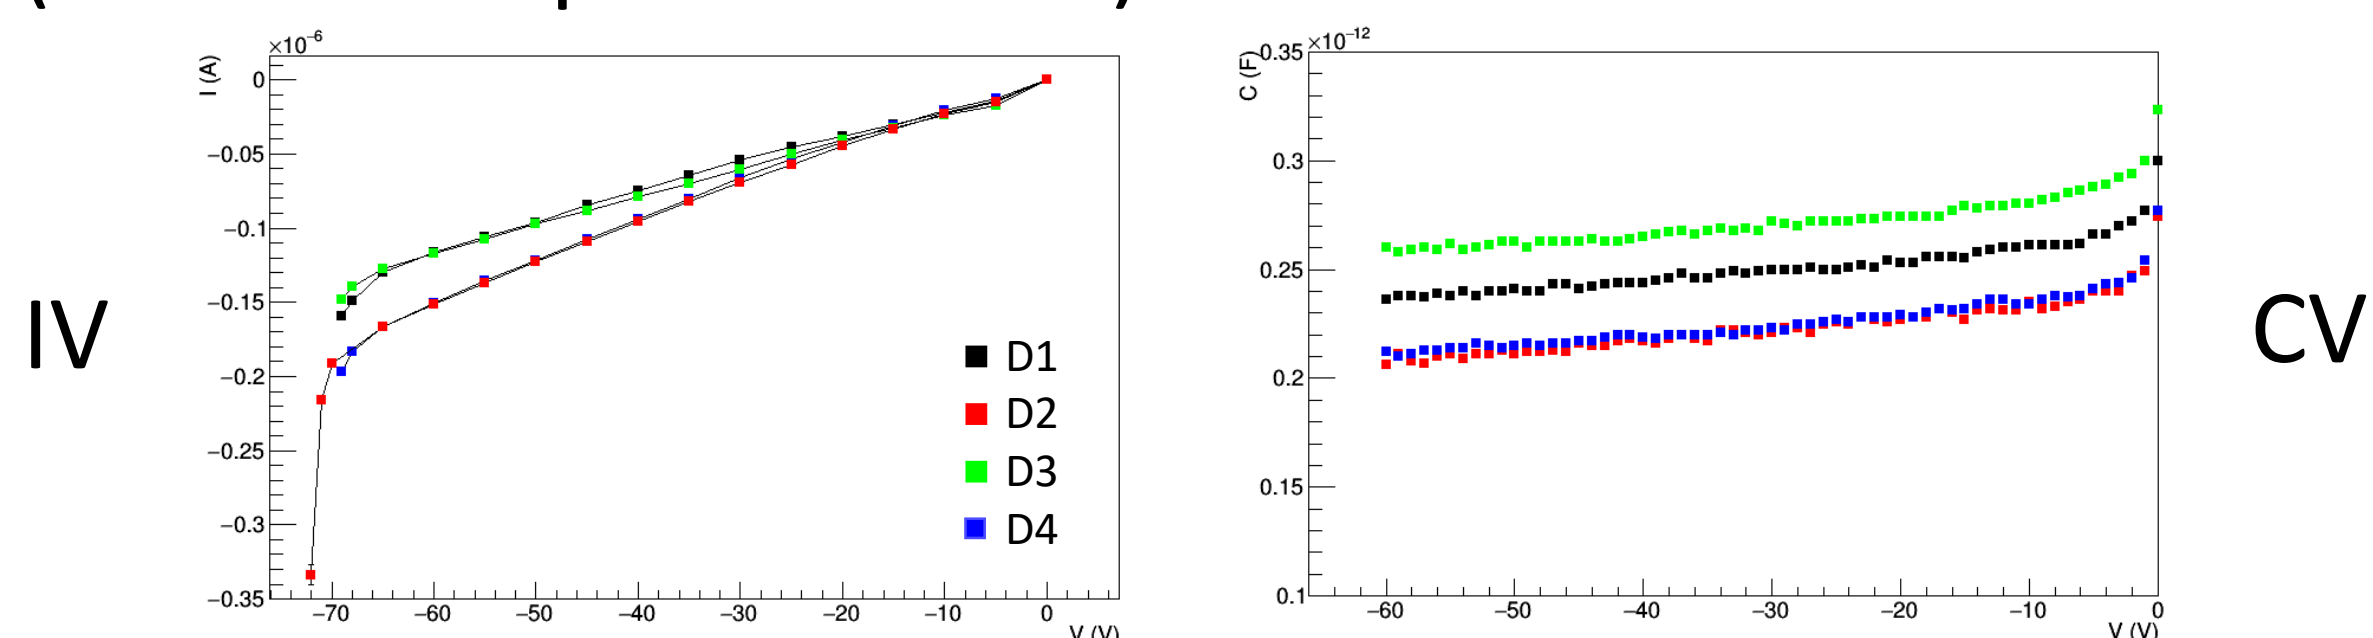 ×10⁻⁶
I (A)
0
−0.05
−0.1
−0.15
−0.2
−0.25
−0.3
−0.35
−70 −60 −50 −40 −30 −20 −10 0
V (V)
IV
D1
D2
D3
D4
×10⁻¹²
C (F)
0.35
0.3
0.25
0.2
0.15
0.1
−60 −50 −40 −30 −20 −10 0
V (V)
CV